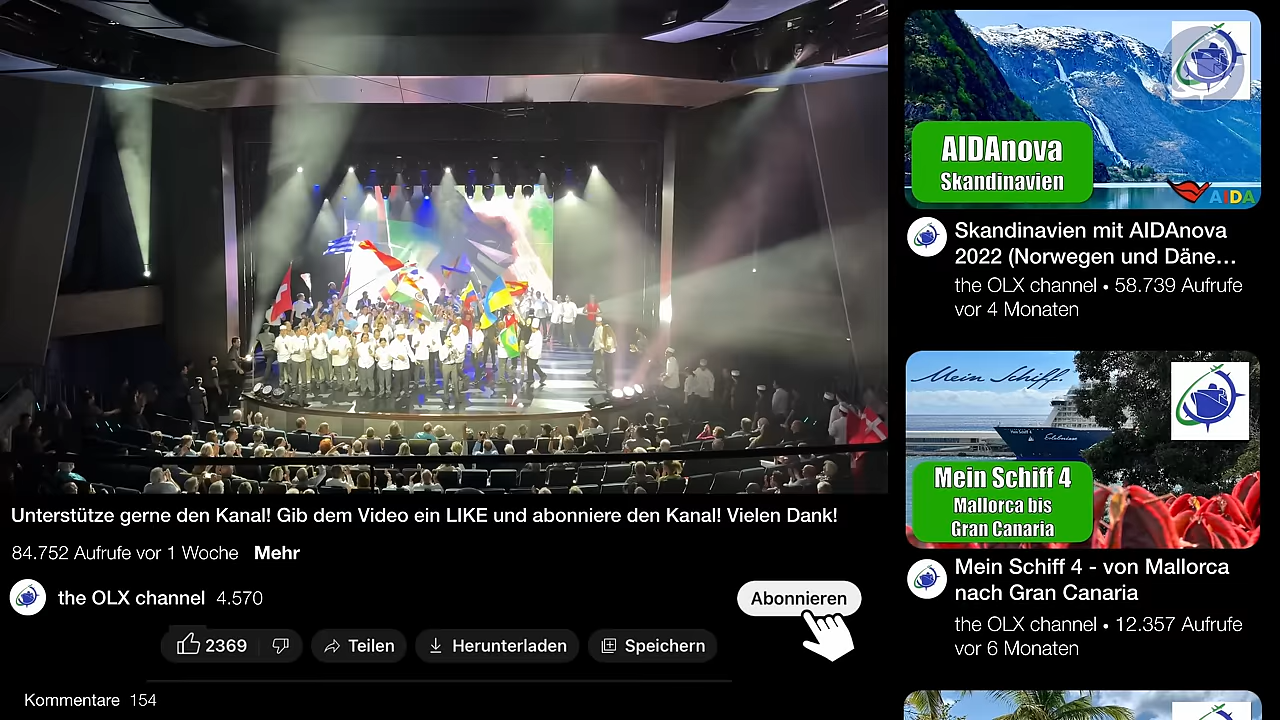 Unterstütze gerne den Kanal! Gib dem Video ein LIKE und abonniere den Kanal! Vielen Dank!
84.752 Aufrufe vor 1 Woche Mehr
the OLX channel 4.570
Abonnieren
2369
Teilen
Herunterladen
Speichern
Kommentare 154
AIDAnova
Skandinavien
AIDA
Skandinavien mit AIDAnova
2022 (Norwegen und Däne...
the OLX channel • 58.739 Aufrufe
vor 4 Monaten
Mein Schiff.
Mein Schiff 4
Mallorca bis
Gran Canaria
Mein Schiff 4 - von Mallorca
nach Gran Canaria
the OLX channel • 12.357 Aufrufe
vor 6 Monaten